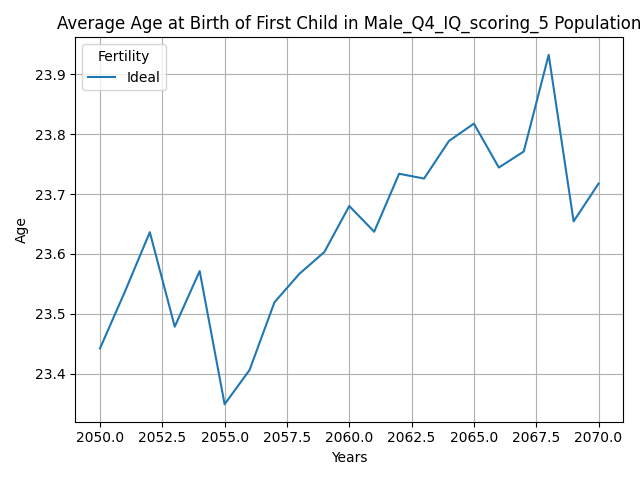 Average Age at Birth of First Child in Male_Q4_IQ_scoring_5 Population
Fertility
Ideal
Age
23.9
23.8
23.7
23.6
23.5
23.4
2050.0 2052.5 2055.0 2057.5 2060.0 2062.5 2065.0 2067.5 2070.0
Years